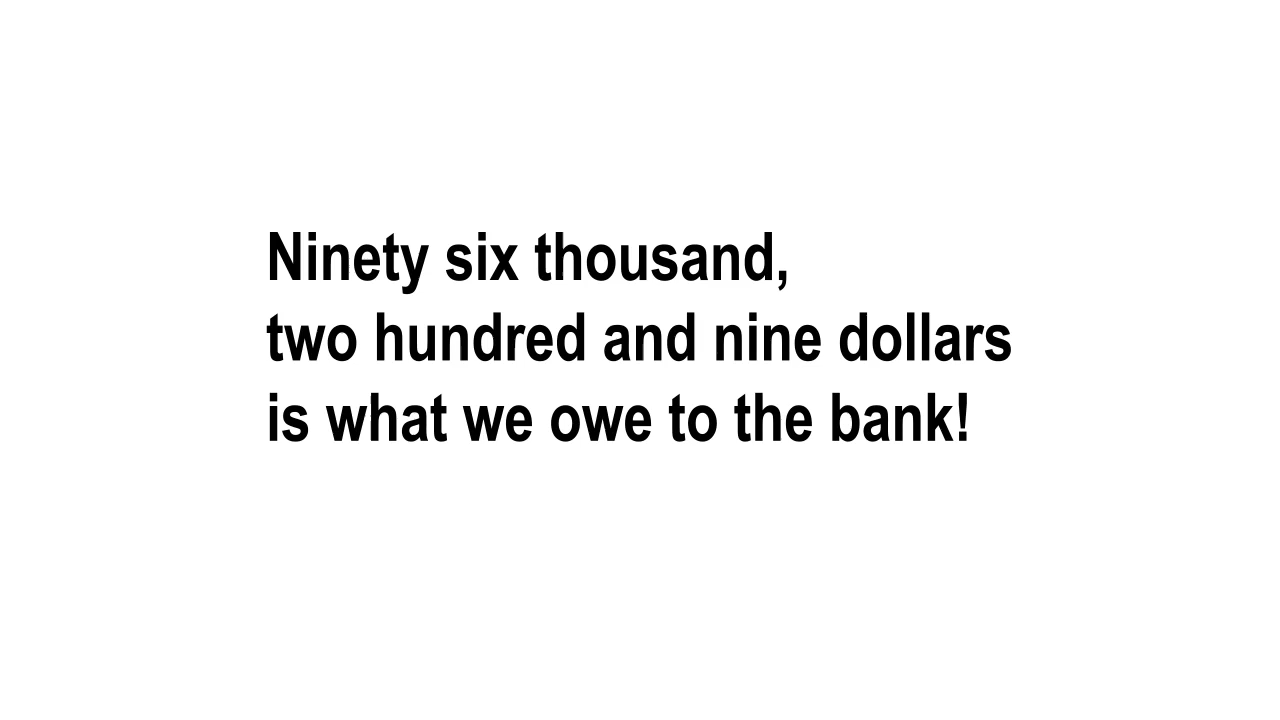 Ninety six thousand,
two hundred and nine dollars
is what we owe to the bank!